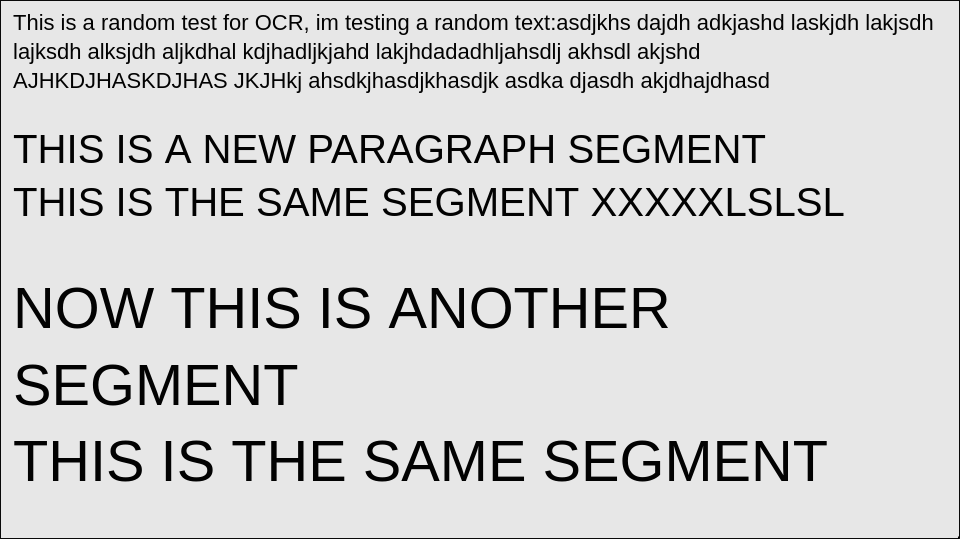 This is a random test for OCR, im testing a random text:asdjkhs dajdh adkjashd laskjdh lakjsdh
lajksdh alksjdh aljkdhal kdjhadljkjahd lakjhdadadhljahsdlj akhsdl akjshd
AJHKDJHASKDJHAS JKJHkj ahsdkjhasdjkhasdjk asdka djasdh akjdhajdhasd
THIS IS A NEW PARAGRAPH SEGMENT
THIS IS THE SAME SEGMENT XXXXXLSLSL
NOW THIS IS ANOTHER
SEGMENT
THIS IS THE SAME SEGMENT